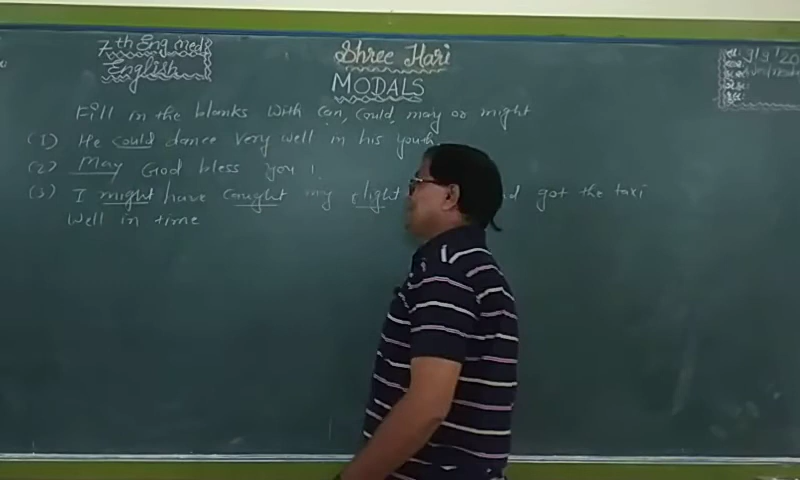 7th Eng med
English
Shree Hari
MODALS
Fill in the blanks with can, could, may or might
(1) He could dance very well in his youth
(2) May God bless you!
(3) I might have caught my flight got the taxi
well in time